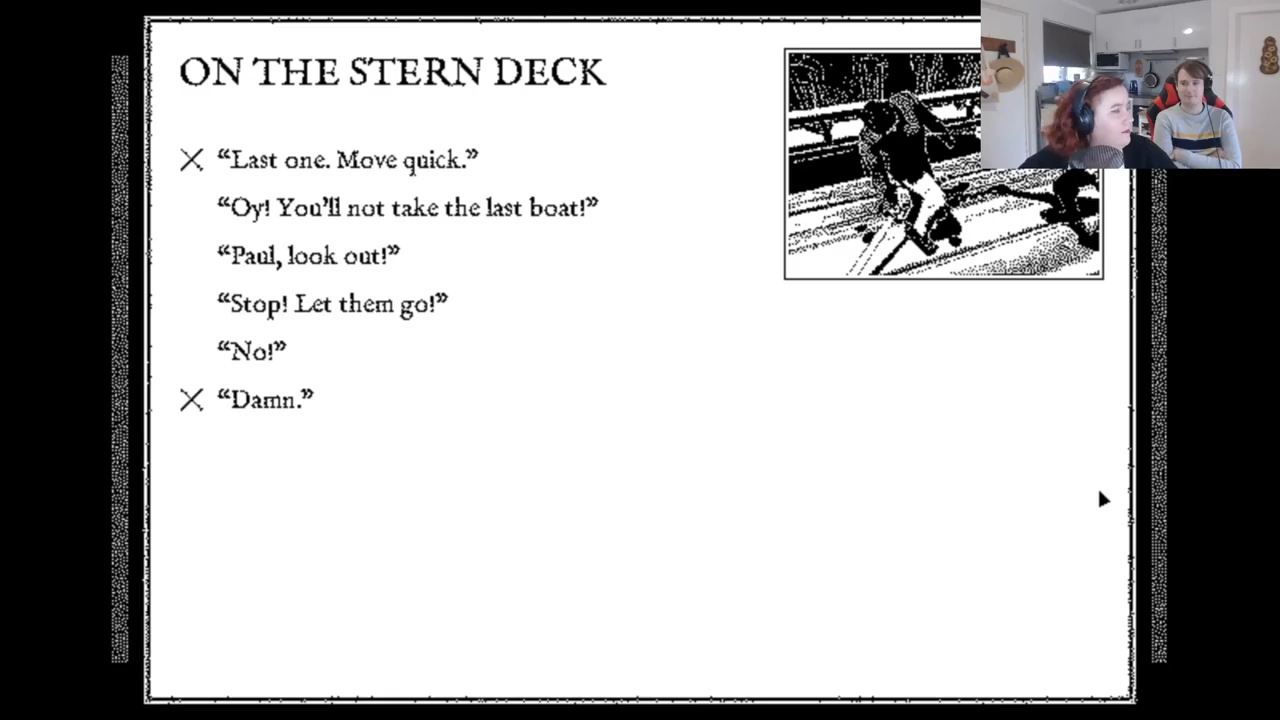 ON THE STERN DECK
“Last one. Move quick.”
“Oy! You’ll not take the last boat!”
“Paul, look out!”
“Stop! Let them go!”
“No!”
“Damn.”